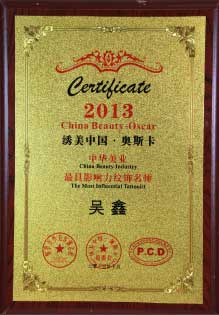 Certificate
2013
China Beauty·Oscar
绣美中国·奥斯卡
中华美业
China Beauty Industry
最具影响力纹饰名师
The Most Influential Tattooist
吴鑫
P.C.D